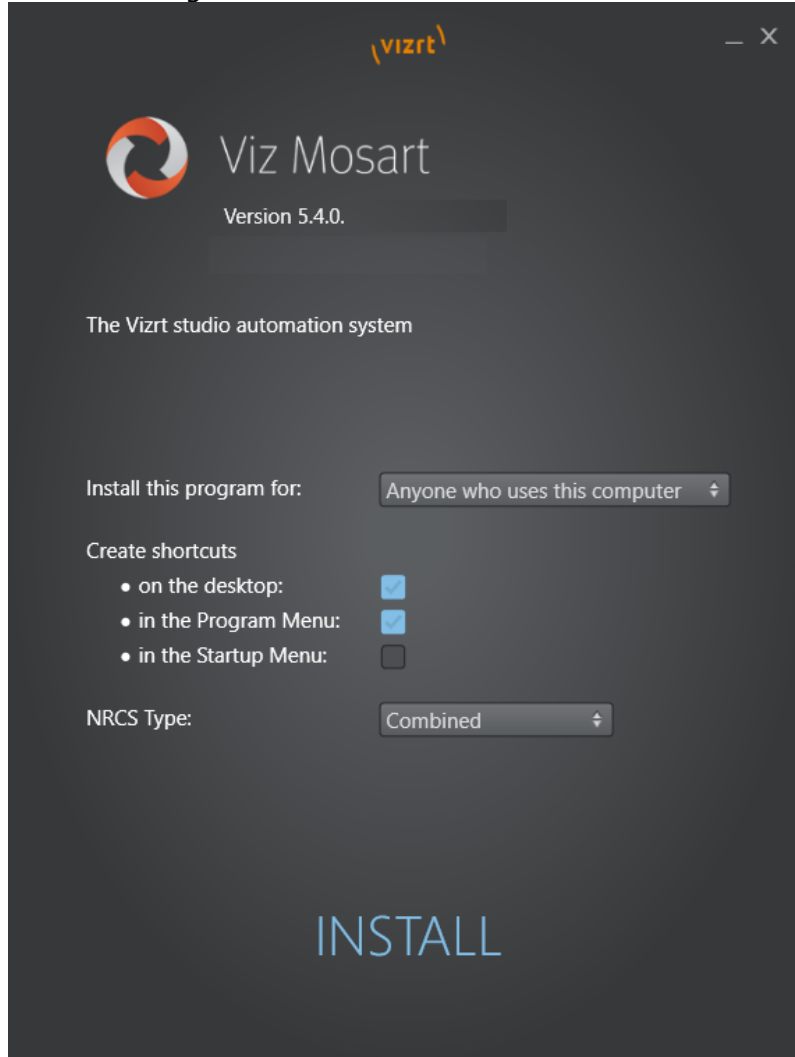 vizrt
Viz Mosart
Version 5.4.0.
The Vizrt studio automation system
Install this program for: Anyone who uses this computer
Create shortcuts
• on the desktop:
• in the Program Menu:
• in the Startup Menu:
NRCS Type: Combined
INSTALL